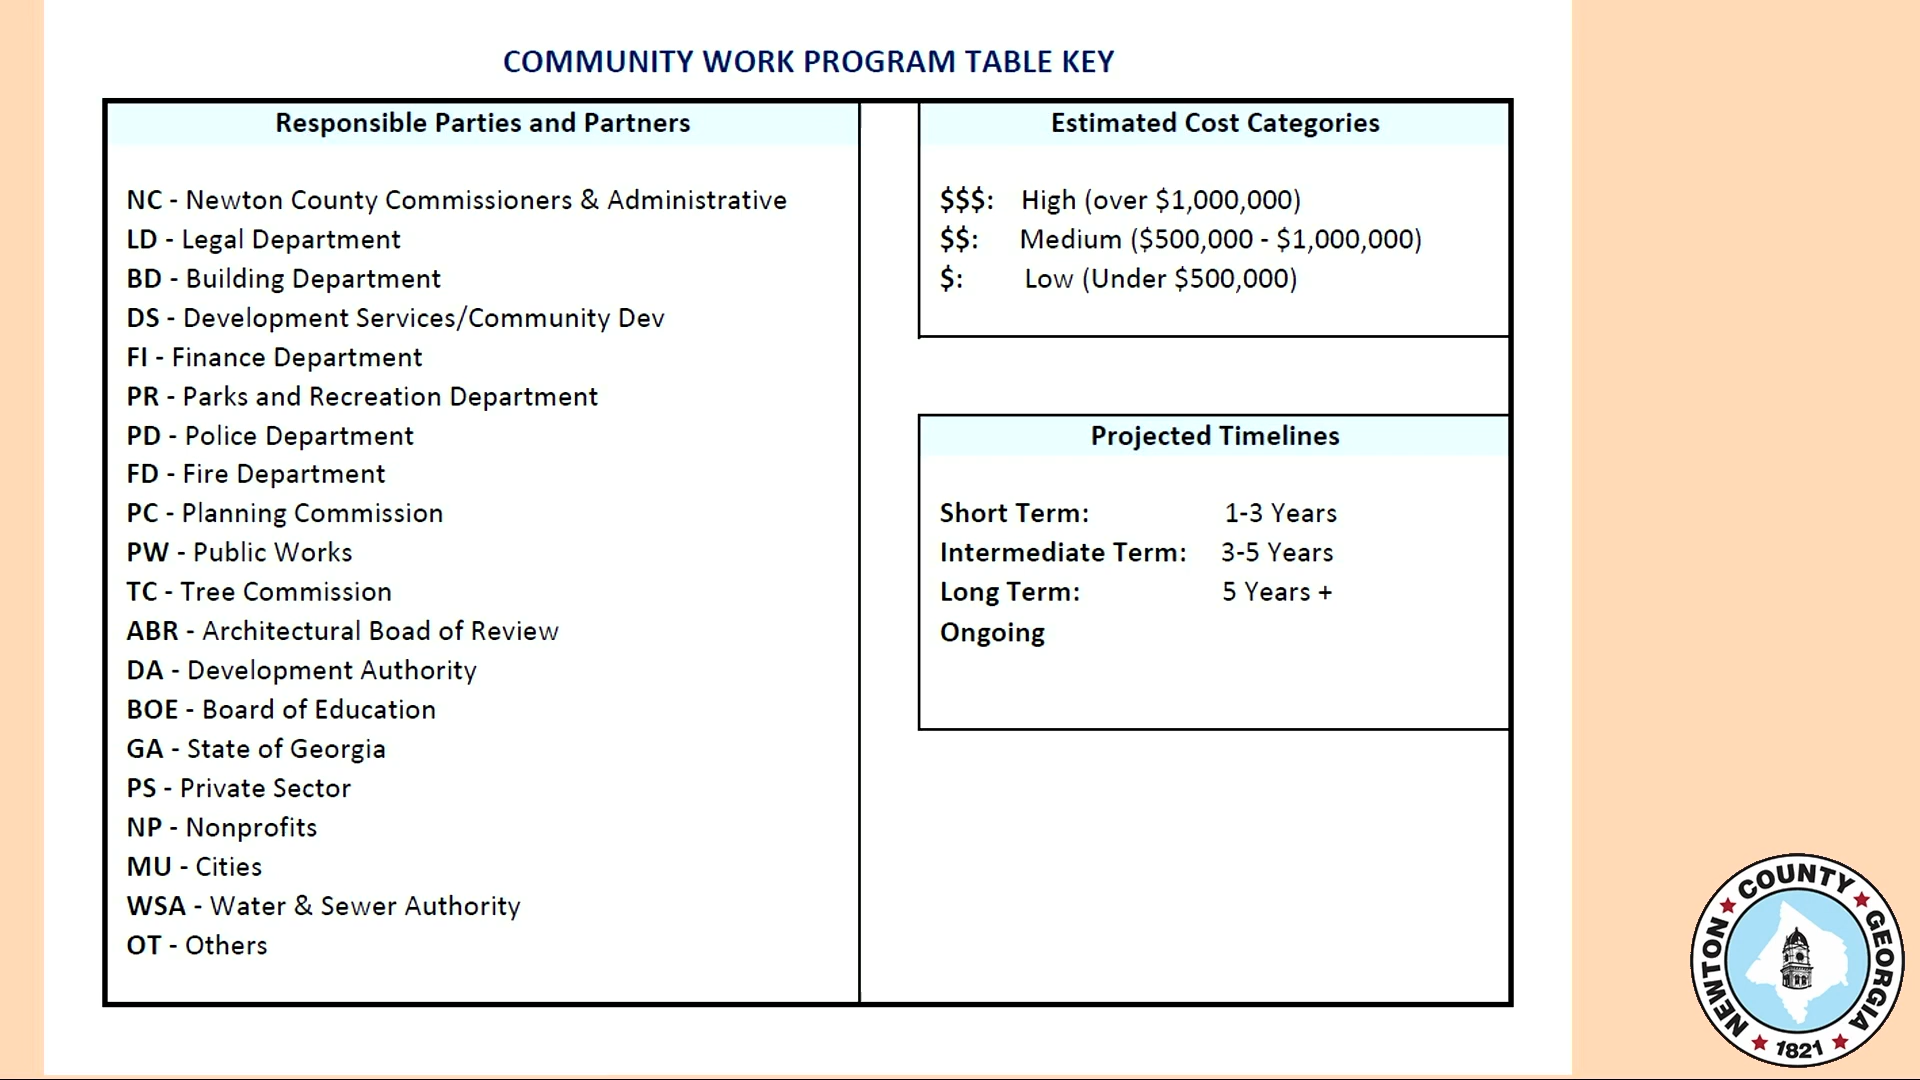 COMMUNITY WORK PROGRAM TABLE KEY
Responsible Parties and Partners
NC - Newton County Commissioners & Administrative
LD - Legal Department
BD - Building Department
DS - Development Services/Community Dev
FI - Finance Department
PR - Parks and Recreation Department
PD - Police Department
FD - Fire Department
PC - Planning Commission
PW - Public Works
TC - Tree Commission
ABR - Architectural Boad of Review
DA - Development Authority
BOE - Board of Education
GA - State of Georgia
PS - Private Sector
NP - Nonprofits
MU - Cities
WSA - Water & Sewer Authority
OT - Others
Estimated Cost Categories
$$$: High (over $1,000,000)
$$: Medium ($500,000 - $1,000,000)
$: Low (Under $500,000)
Projected Timelines
Short Term: 1-3 Years
Intermediate Term: 3-5 Years
Long Term: 5 Years +
Ongoing
NEWTON COUNTY GEORGIA
1821